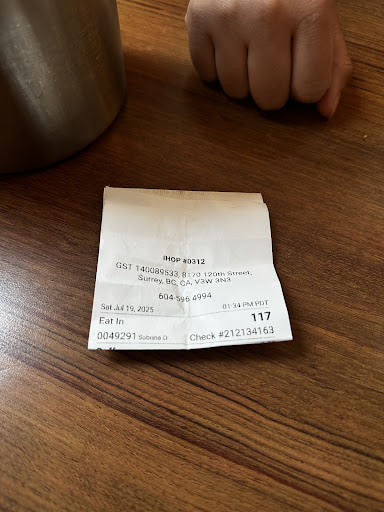 IHOP #0312
GST 140089533, 8170 120th Street,
Surrey, BC, CA, V3W 3N3
604-596 4994
Sat Jul 19, 2025 01:34 PM PDT
Eat In 117
0049291 Sabrina D Check #212134163